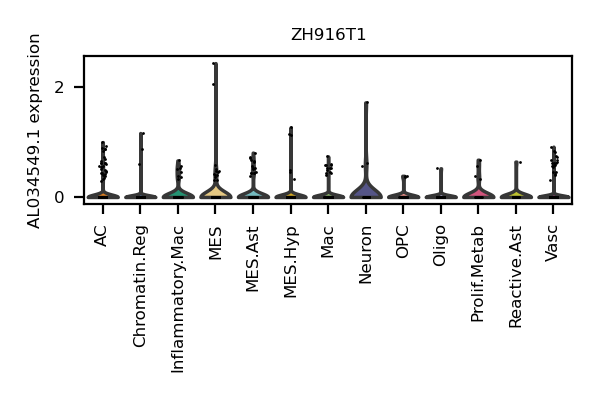 ZH916T1
AL034549.1 expression
2
0
AC
Chromatin.Reg
Inflammatory.Mac
MES
MES.Ast
MES.Hyp
Mac
Neuron
OPC
Oligo
Prolif.Metab
Reactive.Ast
Vasc